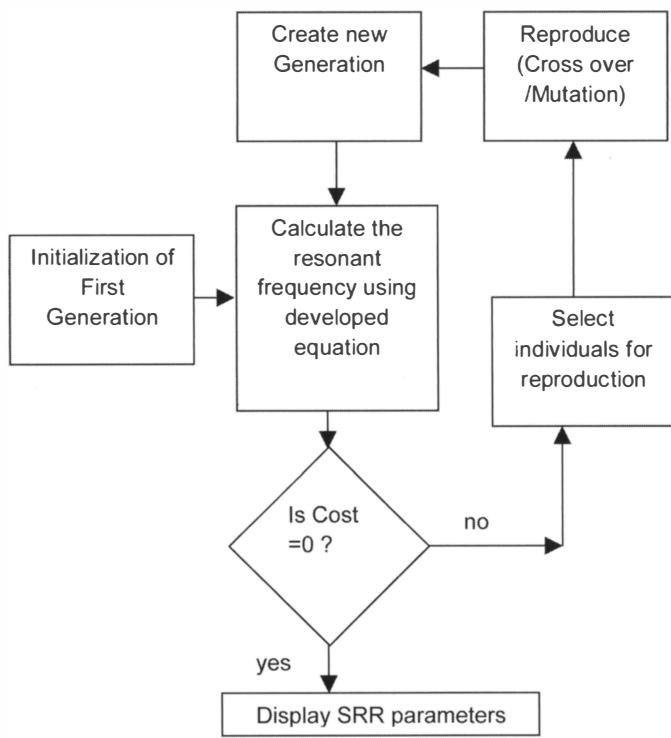 Create new
Generation
Reproduce
(Cross over
/Mutation)
Initialization of
First
Generation
Calculate the
resonant
frequency using
developed
equation
Select
individuals for
reproduction
Is Cost
=0 ?
no
yes
Display SRR parameters